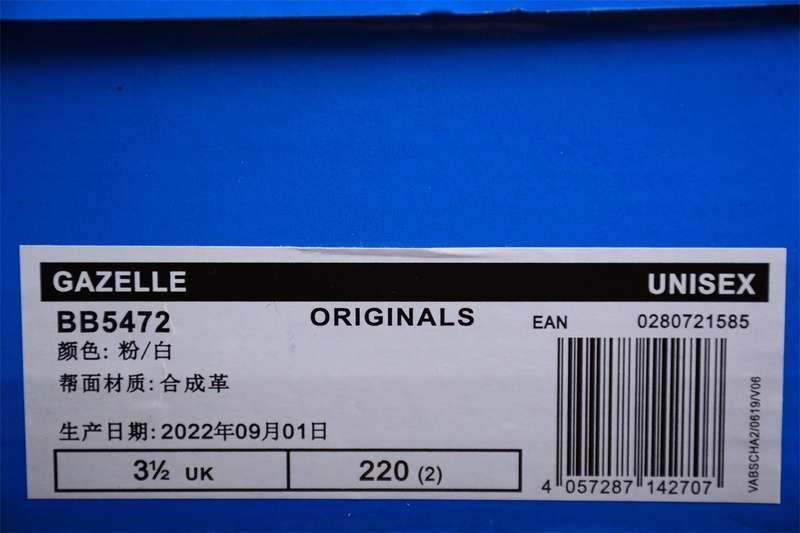 GAZELLE UNISEX
BB5472 ORIGINALS EAN 0280721585
颜色: 粉/白
帮面材质: 合成革
生产日期: 2022年09月01日
3½ UK 220 (2)
4 057287 142707
VABSCHA2/0619/V06